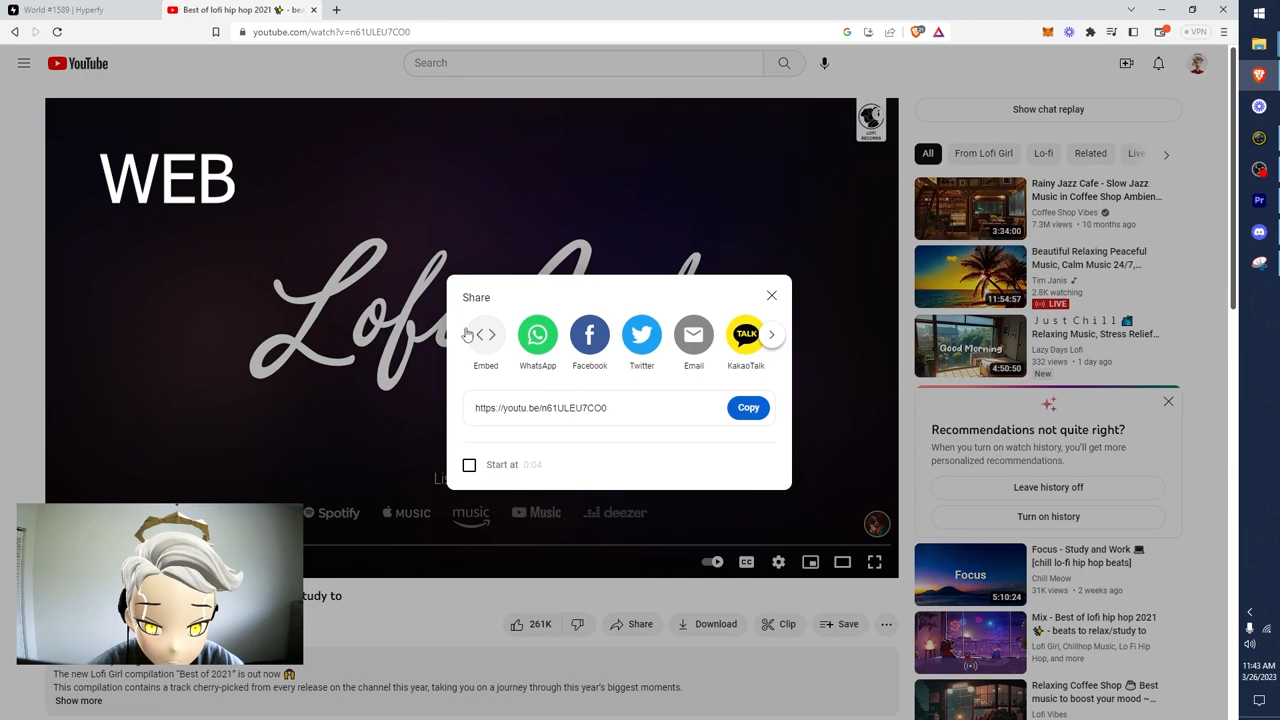 World #1589 | Hyperfy
Best of lofi hip hop 2021 🎇 - bea
youtube.com/watch?v=n61ULEU7CO0
VPN
YouTube
Search
WEB
LOFI
RECORDS
Lofi
Share
Embed
WhatsApp
Facebook
Twitter
Email
TALK
KakaoTalk
https://youtu.be/n61ULEU7CO0
Copy
Start at 0:04
Spotify
MUSIC
music
Music
deezer
CC
tudy to
261K
Share
Download
Clip
Save
The new Lofi Girl compilation “Best of 2021” is out now
This compilation contains a track cherry-picked from every release on the channel this year, taking you on a journey through this year's biggest moments.
Show more
Show chat replay
All
From Lofi Girl
Lo-fi
Related
Live
Rainy Jazz Cafe - Slow Jazz
Music in Coffee Shop Ambien...
Coffee Shop Vibes
7.3M views • 10 months ago
3:34:00
Beautiful Relaxing Peaceful
Music, Calm Music 24/7,...
Tim Janis
2.8K watching
LIVE
11:54:57
Ｊｕｓｔ Ｃｈｉｌｌ
Relaxing Music, Stress Relief...
Lazy Days Lofi
332 views • 1 day ago
New
Good Morning
4:50:50
Recommendations not quite right?
When you turn on watch history, you'll get more
personalized recommendations.
Leave history off
Turn on history
Focus - Study and Work
[chill lo-fi hip hop beats]
Chill Meow
31K views • 2 weeks ago
Focus
5:10:24
Mix - Best of lofi hip hop 2021
- beats to relax/study to
Lofi Girl, Chillhop Music, Lo Fi Hip
Hop, and more
Relaxing Coffee Shop ☕ Best
music to boost your mood ~...
Lofi Vibes
Pr
11:43 AM
3/26/2023